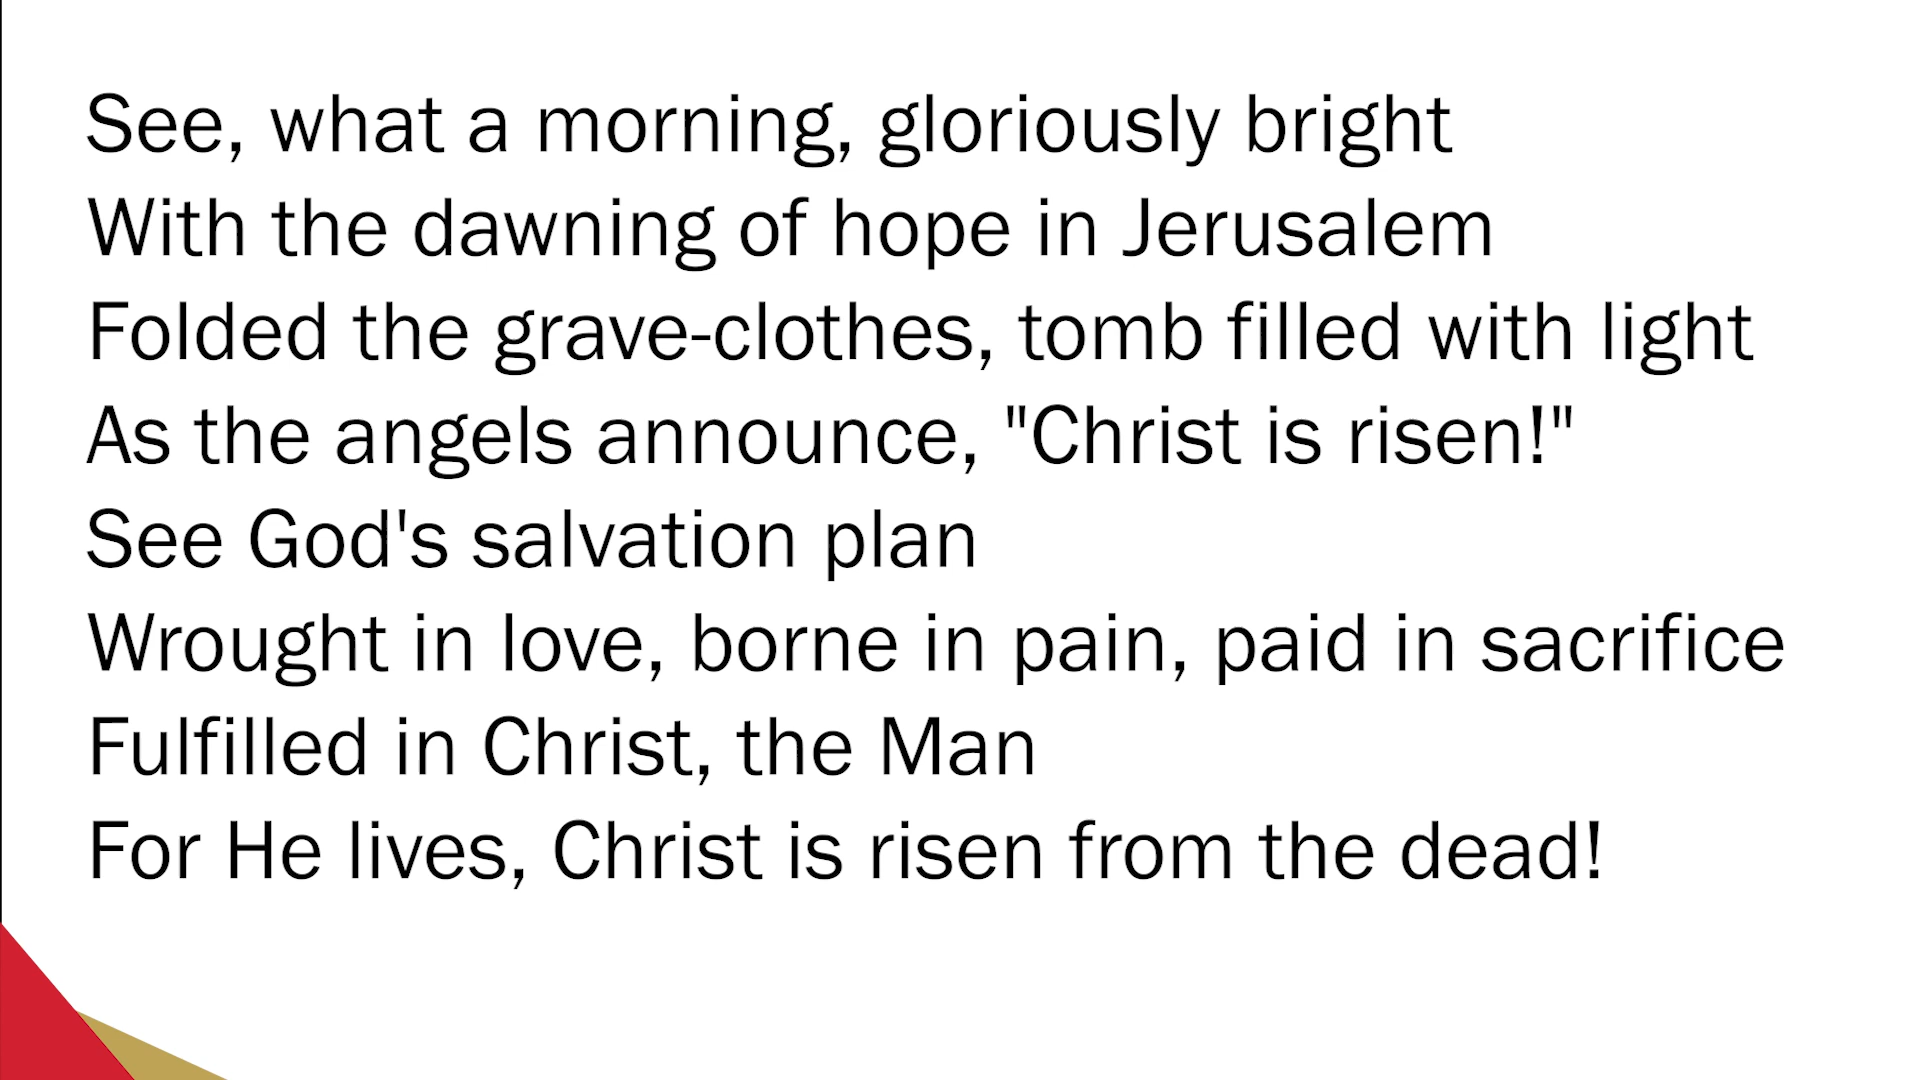 See, what a morning, gloriously bright
With the dawning of hope in Jerusalem
Folded the grave-clothes, tomb filled with light
As the angels announce, "Christ is risen!"
See God's salvation plan
Wrought in love, borne in pain, paid in sacrifice
Fulfilled in Christ, the Man
For He lives, Christ is risen from the dead!